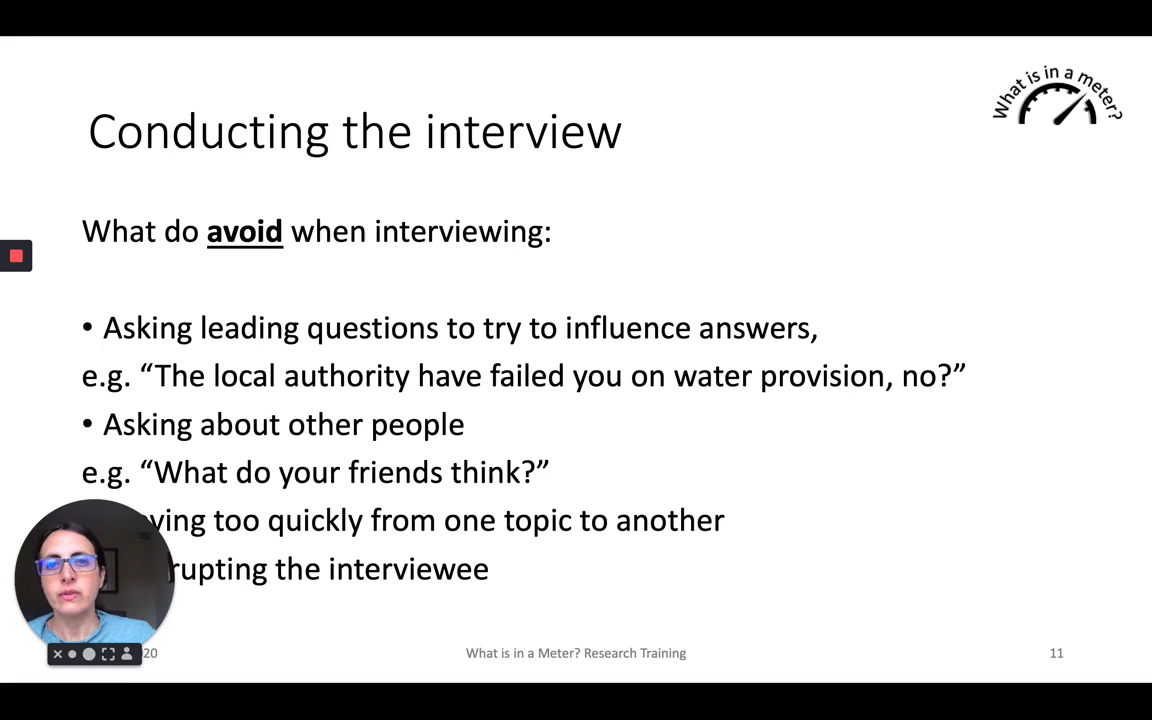 What is in a meter?
Conducting the interview
What do avoid when interviewing:
• Asking leading questions to try to influence answers,
e.g. “The local authority have failed you on water provision, no?”
• Asking about other people
e.g. “What do your friends think?”
too quickly from one topic to another
the interviewee
20
What is in a Meter? Research Training
11